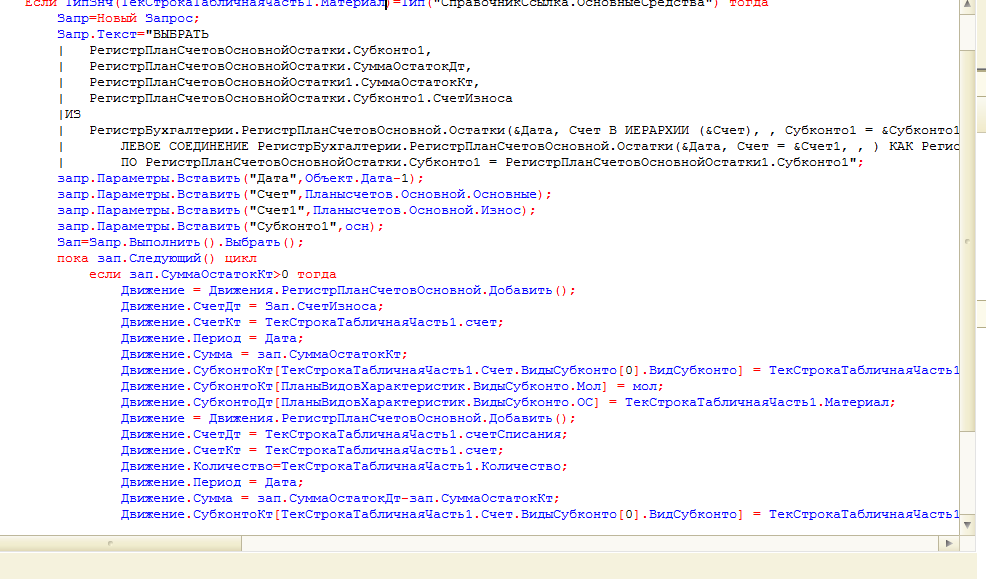 Если ТипЗнч(ТекСтрокаТабличнаяЧасть1.Материал)=Тип("СправочникСсылка.ОсновныеСредства") тогда
Запр=Новый Запрос;
Запр.Текст="ВЫБРАТЬ
| РегистрПланСчетовОсновнойОстатки.Субконто1,
| РегистрПланСчетовОсновнойОстатки.СуммаОстатокДт,
| РегистрПланСчетовОсновнойОстатки1.СуммаОстатокКт,
| РегистрПланСчетовОсновнойОстатки.Субконто1.СчетИзноса
|ИЗ
| РегистрБухгалтерии.РегистрПланСчетовОсновной.Остатки(&Дата, Счет В ИЕРАРХИИ (&Счет), , Субконто1 = &Субконто1
| ЛЕВОЕ СОЕДИНЕНИЕ РегистрБухгалтерии.РегистрПланСчетовОсновной.Остатки(&Дата, Счет = &Счет1, , ) КАК Регис
| ПО РегистрПланСчетовОсновнойОстатки.Субконто1 = РегистрПланСчетовОсновнойОстатки1.Субконто1";
запр.Параметры.Вставить("Дата",Объект.Дата-1);
запр.Параметры.Вставить("Счет",Планысчетов.Основной.Основные);
запр.Параметры.Вставить("Счет1",Планысчетов.Основной.Износ);
запр.Параметры.Вставить("Субконто1",осн);
Зап=Запр.Выполнить().Выбрать();
пока зап.Следующий() цикл
если зап.СуммаОстатокКт>0 тогда
Движение = Движения.РегистрПланСчетовОсновной.Добавить();
Движение.СчетДт = Зап.СчетИзноса;
Движение.СчетКт = ТекСтрокаТабличнаяЧасть1.счет;
Движение.Период = Дата;
Движение.Сумма = зап.СуммаОстатокКт;
Движение.СубконтоКт[ТекСтрокаТабличнаяЧасть1.Счет.ВидыСубконто[0].ВидСубконто] = ТекСтрокаТабличнаяЧасть1
Движение.СубконтоКт[ПланыВидовХарактеристик.ВидыСубконто.Мол] = мол;
Движение.СубконтоДт[ПланыВидовХарактеристик.ВидыСубконто.ОС] = ТекСтрокаТабличнаяЧасть1.Материал;
Движение = Движения.РегистрПланСчетовОсновной.Добавить();
Движение.СчетДт = ТекСтрокаТабличнаяЧасть1.счетСписания;
Движение.СчетКт = ТекСтрокаТабличнаяЧасть1.счет;
Движение.Количество=ТекСтрокаТабличнаяЧасть1.Количество;
Движение.Период = Дата;
Движение.Сумма = зап.СуммаОстатокДт-зап.СуммаОстатокКт;
Движение.СубконтоКт[ТекСтрокаТабличнаяЧасть1.Счет.ВидыСубконто[0].ВидСубконто] = ТекСтрокаТабличнаяЧасть1